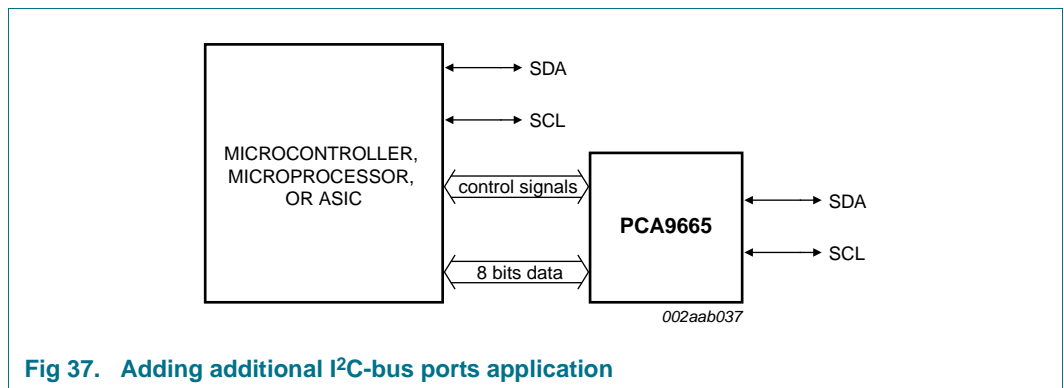 SDA
SCL
MICROCONTROLLER,
MICROPROCESSOR,
OR ASIC
control signals
8 bits data
PCA9665
SDA
SCL
002aab037
Fig 37. Adding additional I²C-bus ports application